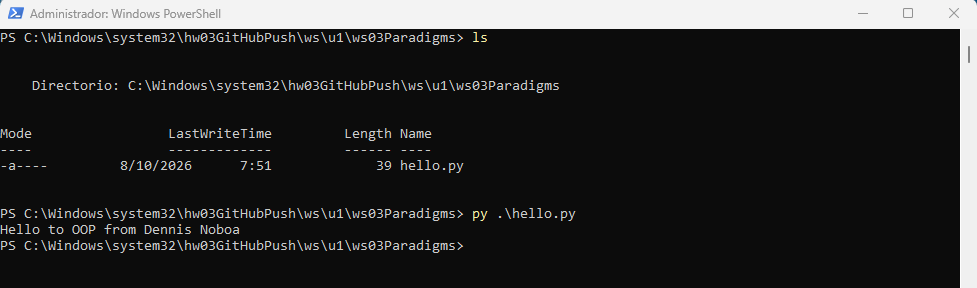 Administrador: Windows PowerShell
PS C:\Windows\system32\hw03GitHubPush\ws\u1\ws03Paradigms> ls
Directorio: C:\Windows\system32\hw03GitHubPush\ws\u1\ws03Paradigms
Mode                 LastWriteTime         Length Name
----                 -------------         ------ ----
-a----         8/10/2026      7:51             39 hello.py
PS C:\Windows\system32\hw03GitHubPush\ws\u1\ws03Paradigms> py .\hello.py
Hello to OOP from Dennis Noboa
PS C:\Windows\system32\hw03GitHubPush\ws\u1\ws03Paradigms>